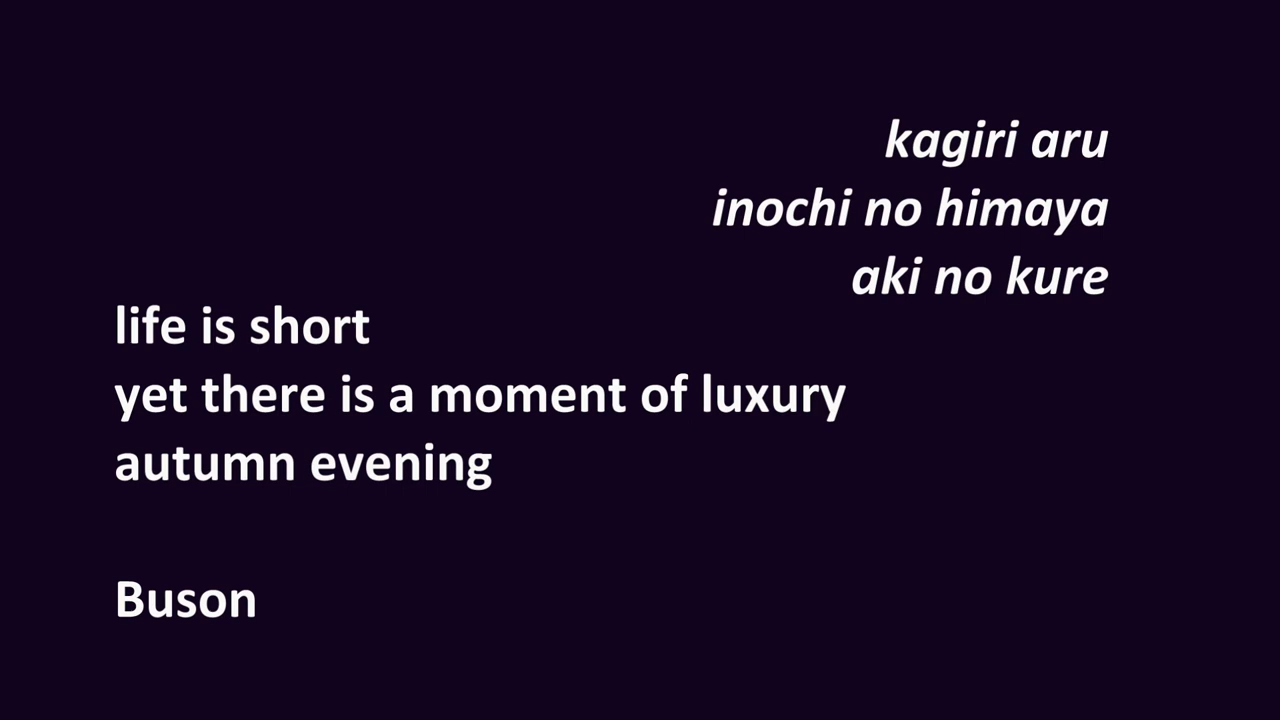 kagiri aru
inochi no himaya
aki no kure
life is short
yet there is a moment of luxury
autumn evening
Buson